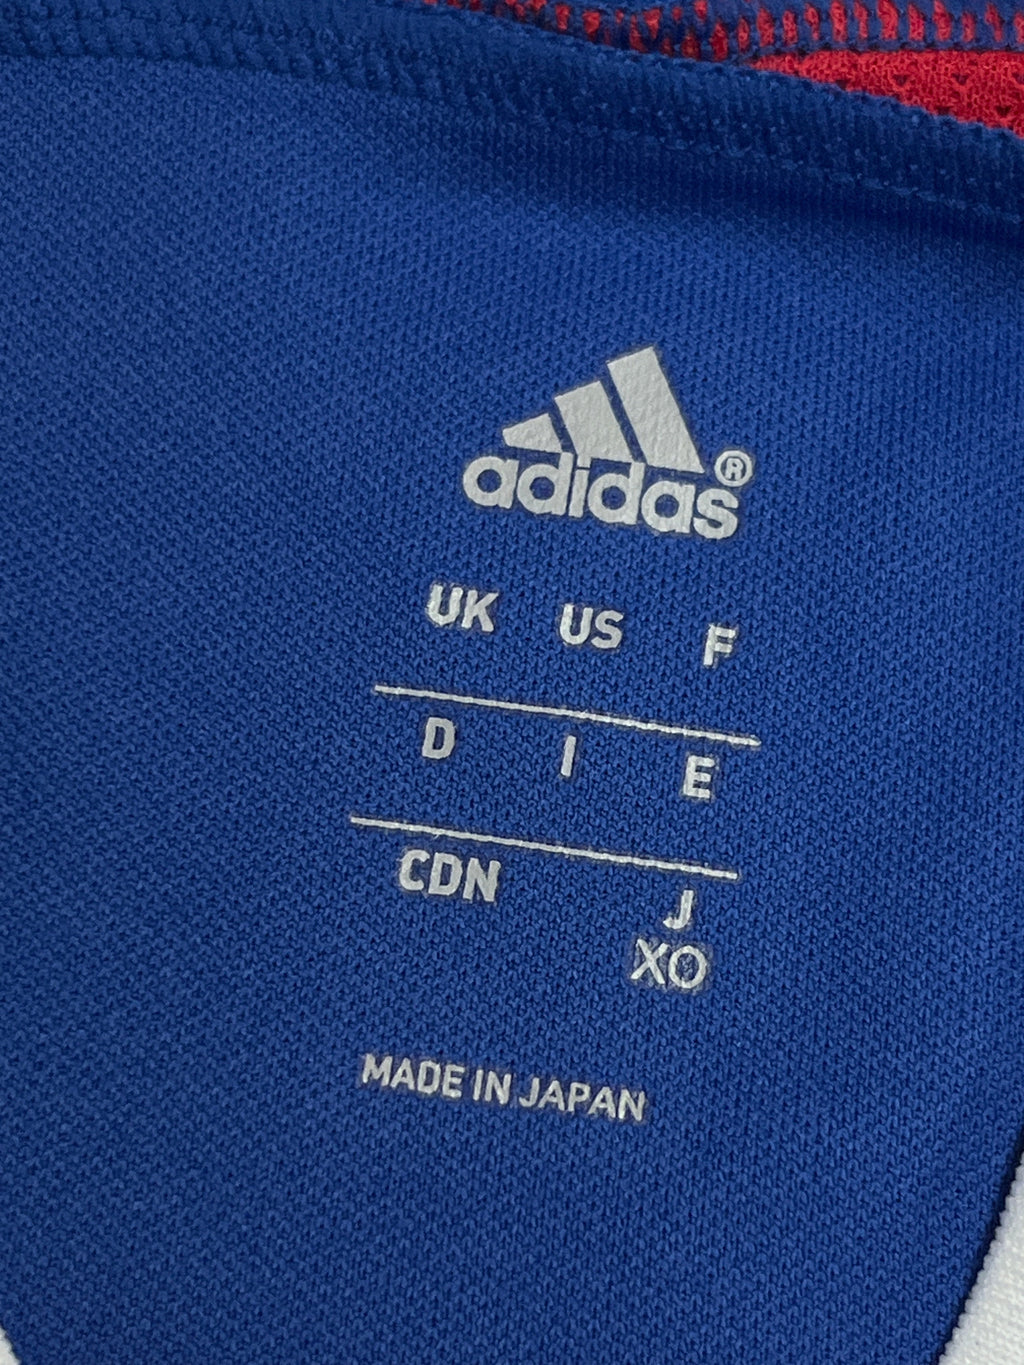 adidas®
UK US F
D I E
CDN J
XO
MADE IN JAPAN